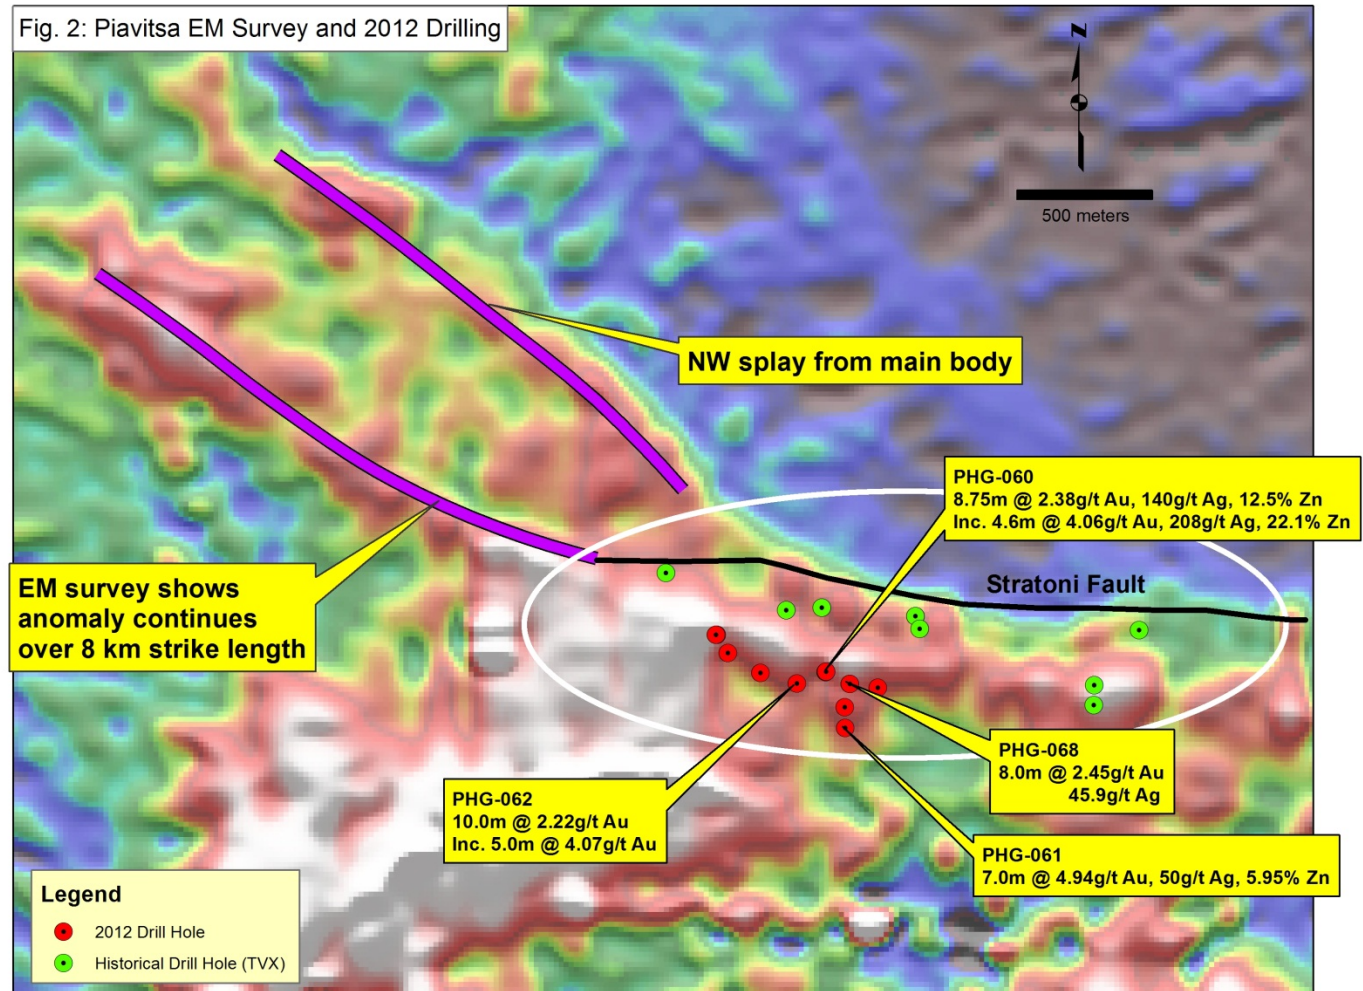 Fig. 2: Piavitsa EM Survey and 2012 Drilling
N
500 meters
NW splay from main body
PHG-060
8.75m @ 2.38g/t Au, 140g/t Ag, 12.5% Zn
Inc. 4.6m @ 4.06g/t Au, 208g/t Ag, 22.1% Zn
EM survey shows
anomaly continues
over 8 km strike length
Stratoni Fault
PHG-068
8.0m @ 2.45g/t Au
45.9g/t Ag
PHG-062
10.0m @ 2.22g/t Au
Inc. 5.0m @ 4.07g/t Au
PHG-061
7.0m @ 4.94g/t Au, 50g/t Ag, 5.95% Zn
Legend
2012 Drill Hole
Historical Drill Hole (TVX)